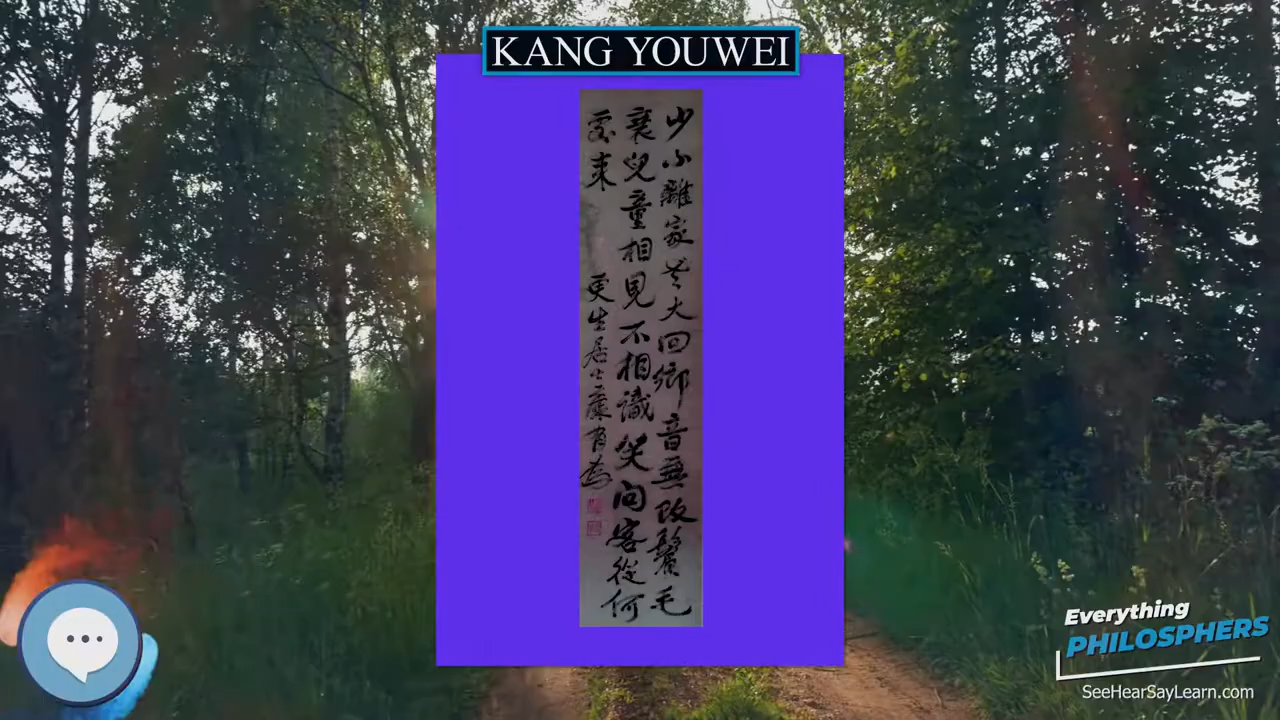 KANG YOUWEI
少小離家老大回鄉音無改鬢毛
衰兒童相見不相識笑問客從何
處来
更生居士康有為
Everything
PHILOSPHERS
SeeHearSayLearn.com